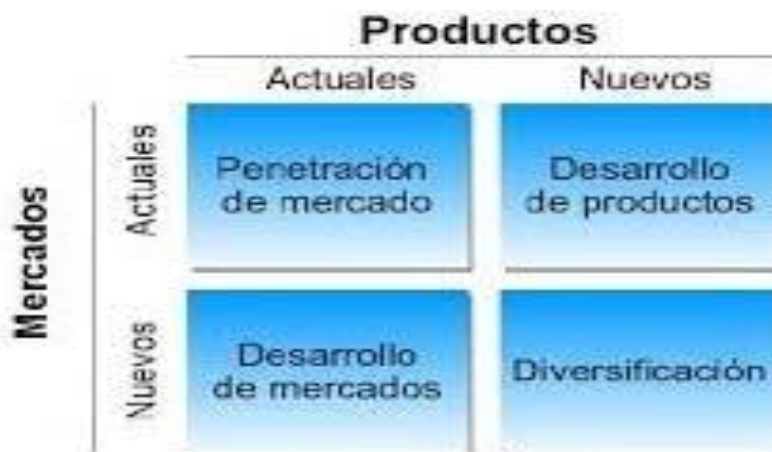 Productos
Actuales Nuevos
Mercados
Actuales
Penetración
de mercado
Desarrollo
de productos
Nuevos
Desarrollo
de mercados
Diversificación